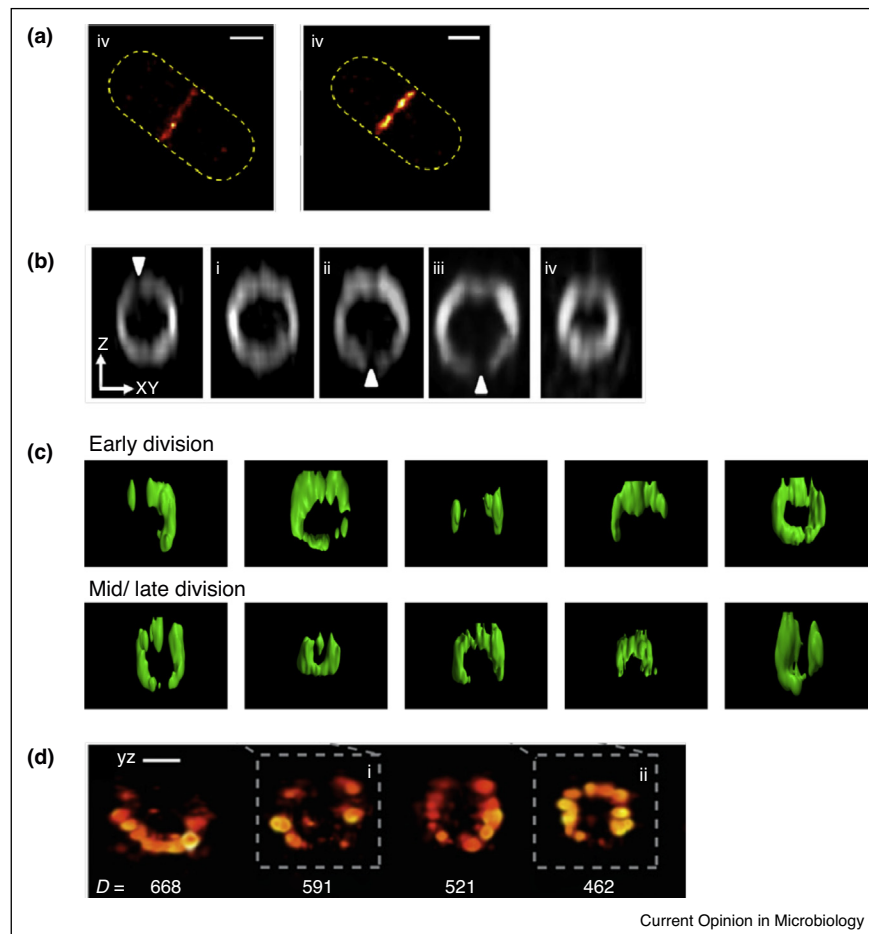 (a)
iv iv
(b)
i ii iii iv
Z
XY
(c)
Early division
Mid/ late division
(d)
yz i ii
D = 668 591 521 462
Current Opinion in Microbiology